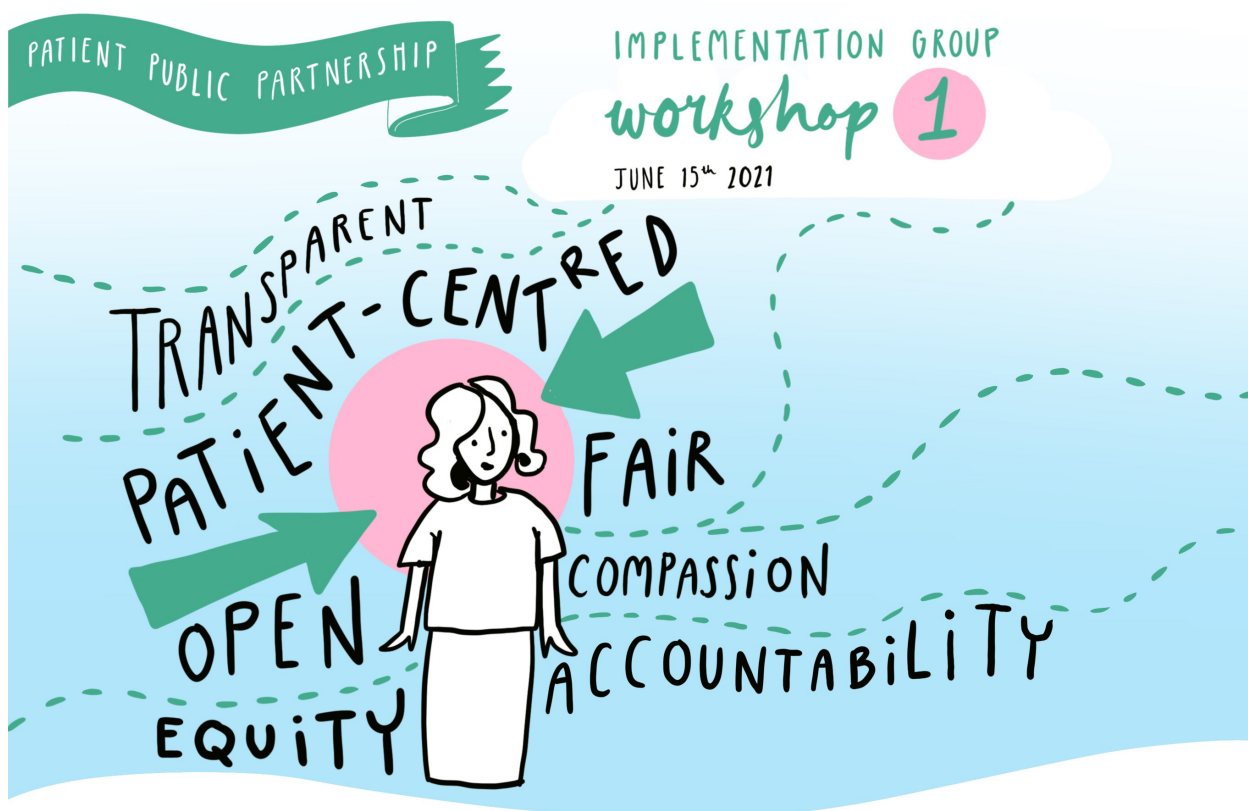 PATIENT PUBLIC PARTNERSHIP
IMPLEMENTATION GROUP
workshop 1
JUNE 15th 2021
TRANSPARENT
PATiENT-CENTRED
FAiR
COMPASSiON
OPEN
ACCOUNTABiLiTY
EQUiTY